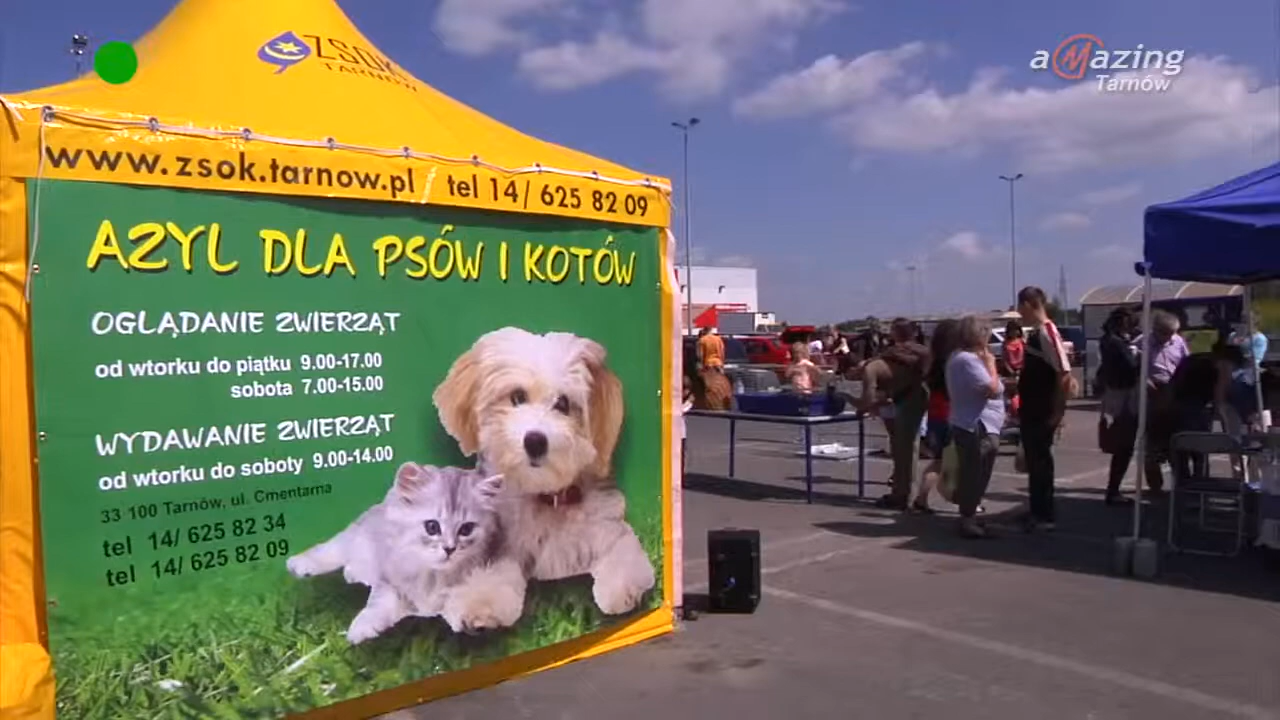 ZSOK
TARNÓW
aMazing
Tarnów
www.zsok.tarnow.pl / tel 14/ 625 82 09
AZYL DLA PSÓW I KOTÓW
OGLĄDANIE ZWIERZĄT
od wtorku do piątku 9.00-17.00
sobota 7.00-15.00
WYDAWANIE ZWIERZĄT
od wtorku do soboty 9.00-14.00
33 100 Tarnów, ul. Cmentarna
tel 14/ 625 82 34
tel 14/ 625 82 09